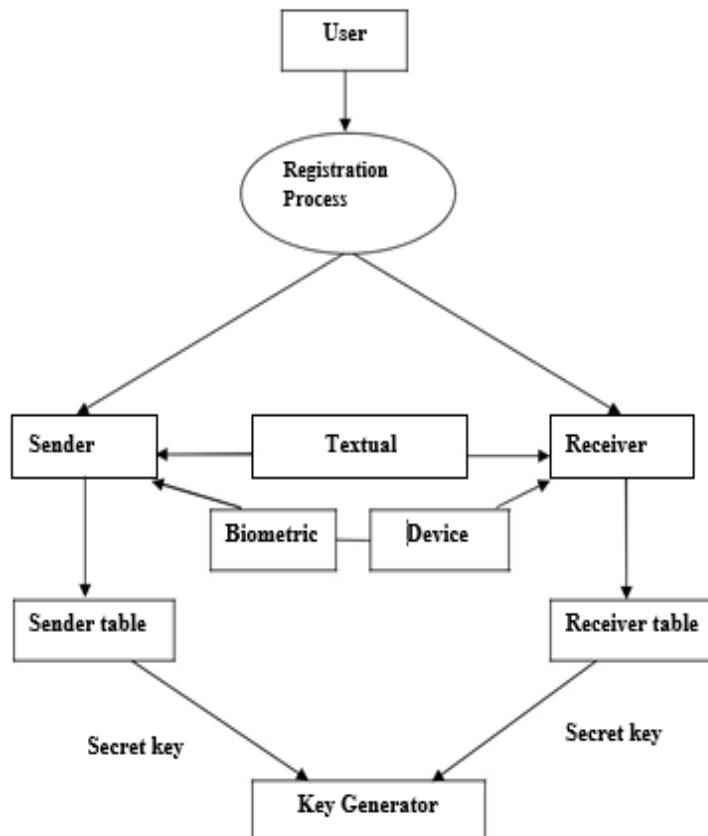 User
Registration
Process
Sender
Textual
Receiver
Biometric
Device
Sender table
Receiver table
Secret key
Secret key
Key Generator